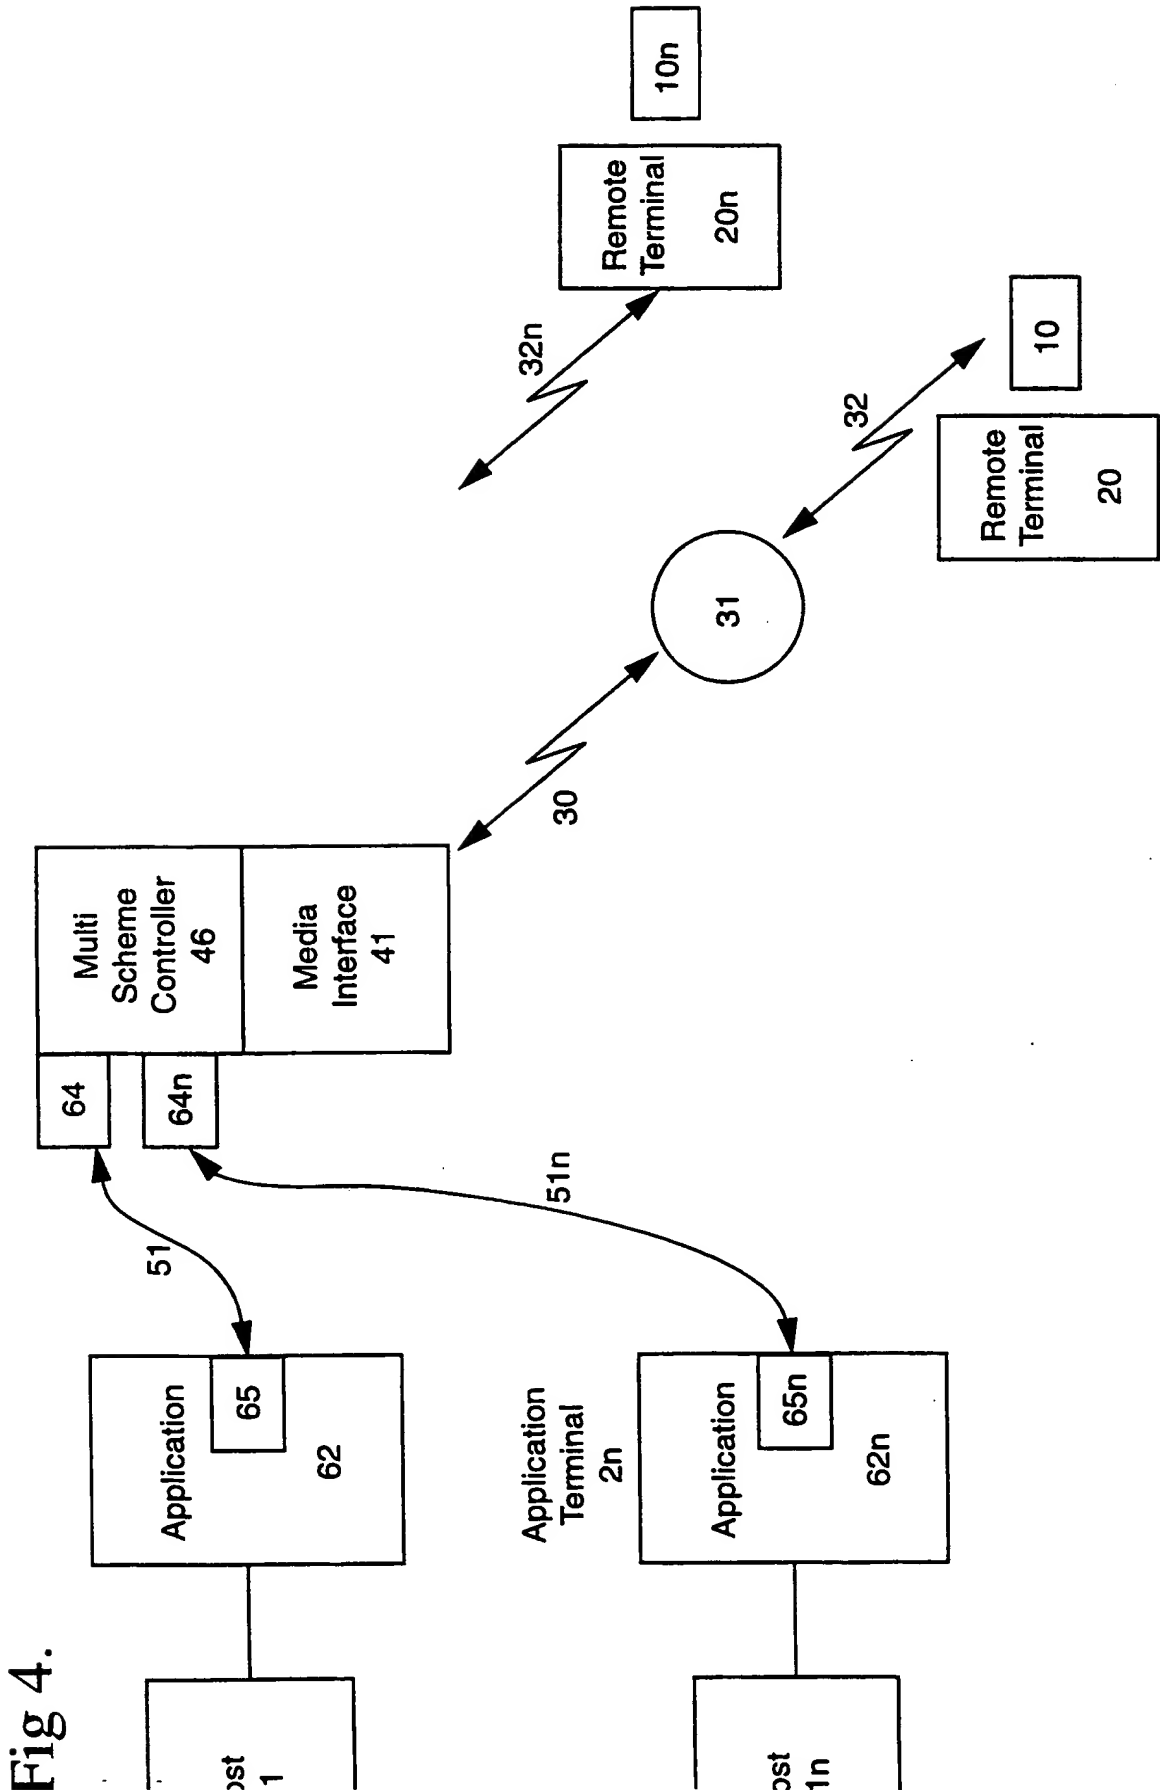 Fig 4.
ost
1
Application
65
62
51
64
64n
Multi
Scheme
Controller
46
Media
Interface
41
30
31
32
32n
Remote
Terminal
20n
10n
Remote
Terminal
20
10
51n
Application
Terminal
2n
Application
65n
62n
ost
1n